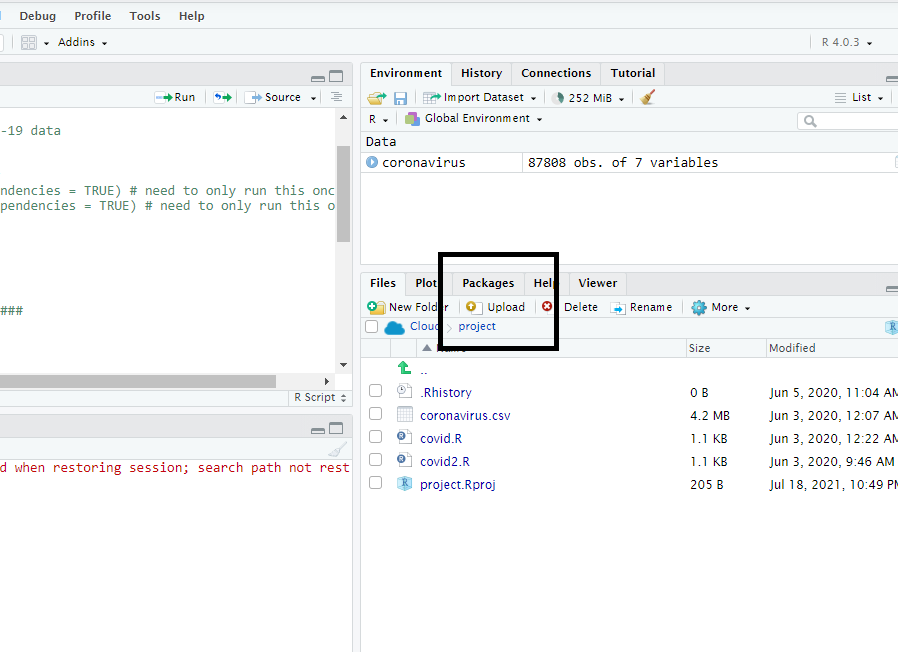 Debug Profile Tools Help
Addins R 4.0.3
Run Source
-19 data
ndencies = TRUE) # need to only run this onc
pendencies = TRUE) # need to only run this o
###
R Script
d when restoring session; search path not rest
Environment History Connections Tutorial
Import Dataset 252 MiB List
R Global Environment
Data
coronavirus 87808 obs. of 7 variables
Files Plot Packages Help Viewer
New Folder Upload Delete Rename More
Cloud project R
Name Size Modified
..
.Rhistory 0 B Jun 5, 2020, 11:04 AM
coronavirus.csv 4.2 MB Jun 3, 2020, 12:07 AM
covid.R 1.1 KB Jun 3, 2020, 12:22 AM
covid2.R 1.1 KB Jun 3, 2020, 9:46 AM
project.Rproj 205 B Jul 18, 2021, 10:49 PM